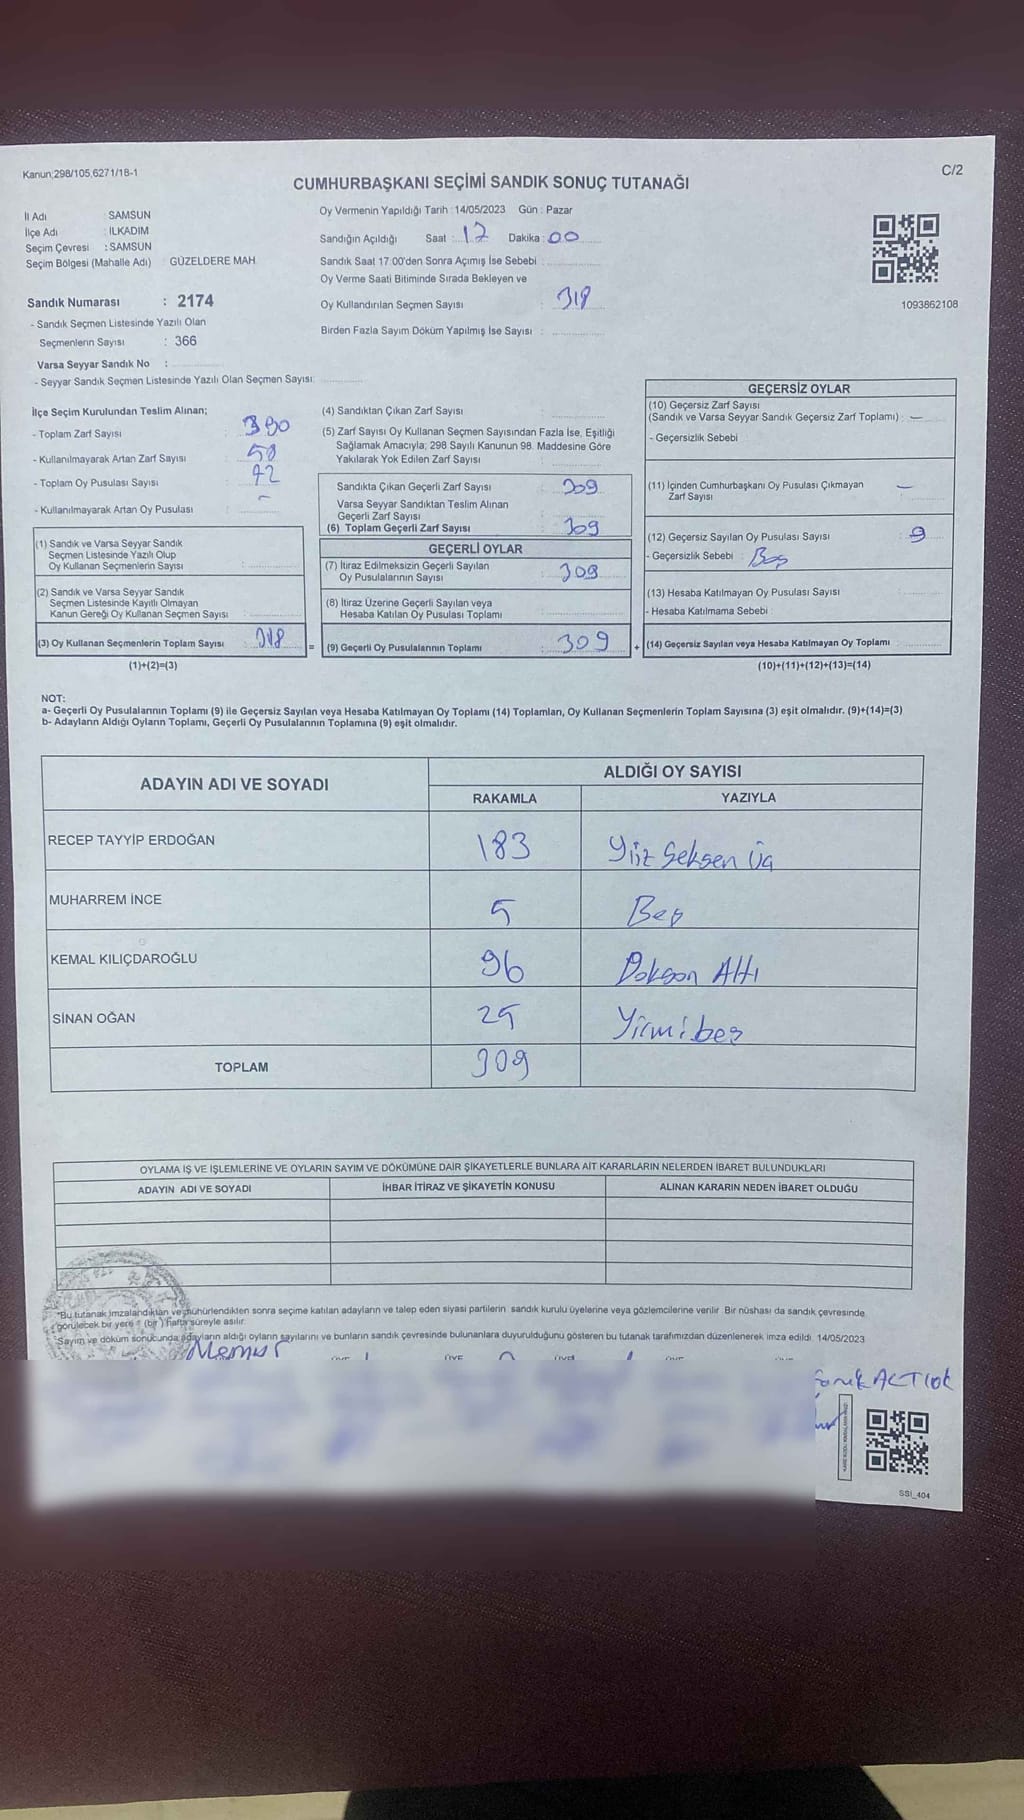 Kanun;298/105,6271/18-1
C/2
CUMHURBAŞKANI SEÇİMİ SANDIK SONUÇ TUTANAĞI
İl Adı : SAMSUN
İlçe Adı : İLKADIM
Seçim Çevresi : SAMSUN
Seçim Bölgesi (Mahalle Adı) GÜZELDERE MAH
Sandık Numarası : 2174
- Sandık Seçmen Listesinde Yazılı Olan
Seçmenlerin Sayısı : 366
Varsa Seyyar Sandık No :
- Seyyar Sandık Seçmen Listesinde Yazılı Olan Seçmen Sayısı:
Oy Vermenin Yapıldığı Tarih : 14/05/2023 Gün : Pazar
Sandığın Açıldığı Saat : 17 Dakika : 00
Sandık Saat 17:00'den Sonra Açımış İse Sebebi :
Oy Verme Saati Bitiminde Sırada Bekleyen ve
Oy Kullandırılan Seçmen Sayısı : 318
Birden Fazla Sayım Döküm Yapılmış İse Sayısı :
1093862108
İlçe Seçim Kurulundan Teslim Alınan;
- Toplam Zarf Sayısı 390
- Kullanılmayarak Artan Zarf Sayısı
- Toplam Oy Pusulası Sayısı
- Kullanılmayarak Artan Oy Pusulası :
(1) Sandık ve Varsa Seyyar Sandık
Seçmen Listesinde Yazılı Olup
Oy Kullanan Seçmenlerin Sayısı :
(2) Sandık ve Varsa Seyyar Sandık
Seçmen Listesinde Kayıtlı Olmayan
Kanun Gereği Oy Kullanan Seçmen Sayısı :
(3) Oy Kullanan Seçmenlerin Toplam Sayısı : 318
(1)+(2)=(3)
=
(4) Sandıktan Çıkan Zarf Sayısı :
(5) Zarf Sayısı Oy Kullanan Seçmen Sayısından Fazla İse, Eşitliği
Sağlamak Amacıyla; 298 Sayılı Kanunun 98. Maddesine Göre
Yakılarak Yok Edilen Zarf Sayısı
Sandıkta Çıkan Geçerli Zarf Sayısı : 309
Varsa Seyyar Sandıktan Teslim Alınan
Geçerli Zarf Sayısı
(6) Toplam Geçerli Zarf Sayısı : 309
GEÇERLİ OYLAR
(7) İtiraz Edilmeksizin Geçerli Sayılan
Oy Pusulalarının Sayısı : 309
(8) İtiraz Üzerine Geçerli Sayılan veya
Hesaba Katılan Oy Pusulası Toplamı
(9) Geçerli Oy Pusulalarının Toplamı : 309
+
GEÇERSİZ OYLAR
(10) Geçersiz Zarf Sayısı
(Sandık ve Varsa Seyyar Sandık Geçersiz Zarf Toplamı) : —
- Geçersizlik Sebebi :
(11) İçinden Cumhurbaşkanı Oy Pusulası Çıkmayan
Zarf Sayısı —
(12) Geçersiz Sayılan Oy Pusulası Sayısı : 9
- Geçersizlik Sebebi : Boş
(13) Hesaba Katılmayan Oy Pusulası Sayısı
- Hesaba Katılmama Sebebi :
(14) Geçersiz Sayılan veya Hesaba Katılmayan Oy Toplamı
(10)+(11)+(12)+(13)=(14)
NOT:
a- Geçerli Oy Pusulalarının Toplamı (9) ile Geçersiz Sayılan veya Hesaba Katılmayan Oy Toplamı (14) Toplamları, Oy Kullanan Seçmenlerin Toplam Sayısına (3) eşit olmalıdır. (9)+(14)=(3)
b- Adayların Aldığı Oyların Toplamı, Geçerli Oy Pusulalarının Toplamına (9) eşit olmalıdır.
ADAYIN ADI VE SOYADI
ALDIĞI OY SAYISI
RAKAMLA YAZIYLA
RECEP TAYYİP ERDOĞAN 183 Yüz Seksen Üç
MUHARREM İNCE 5 Beş
KEMAL KILIÇDAROĞLU 96 Doksan Altı
SİNAN OĞAN 25 Yirmi beş
TOPLAM 309
OYLAMA İŞ VE İŞLEMLERİNE VE OYLARIN SAYIM VE DÖKÜMÜNE DAİR ŞİKAYETLERLE BUNLARA AİT KARARLARIN NELERDEN İBARET BULUNDUKLARI
ADAYIN ADI VE SOYADI İHBAR İTİRAZ VE ŞİKAYETİN KONUSU ALINAN KARARIN NEDEN İBARET OLDUĞU
*Bu tutanak imzalandıktan ve mühürlendikten sonra seçime katılan adayların ve talep eden siyasi partilerin sandık kurulu üyelerine veya gözlemcilerine verilir. Bir nüshası da sandık çevresinde
görülecek bir yere (bir) hafta süreyle asılır.
*Sayım ve döküm sonucunda adayların aldığı oyların sayılarını ve bunların sandık çevresinde bulunanlara duyurulduğunu gösteren bu tutanak tarafımızdan düzenlenerek imza edildi. 14/05/2023
Memur
SSI_404